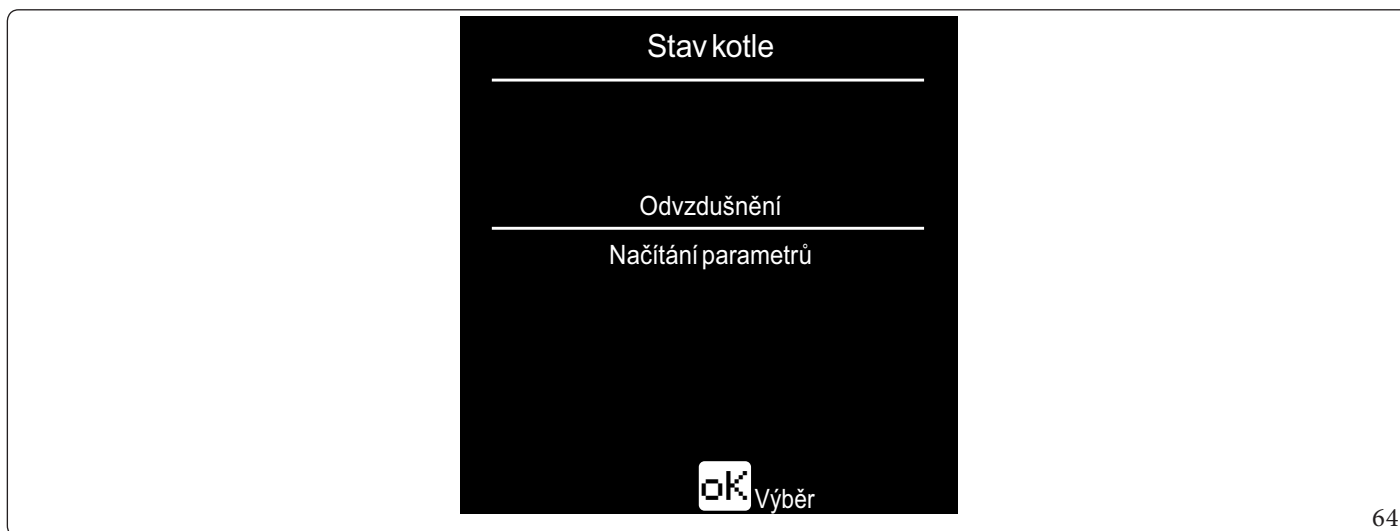 Stav kotle
Odvzdušnění
Načítání parametrů
oK Výběr
64